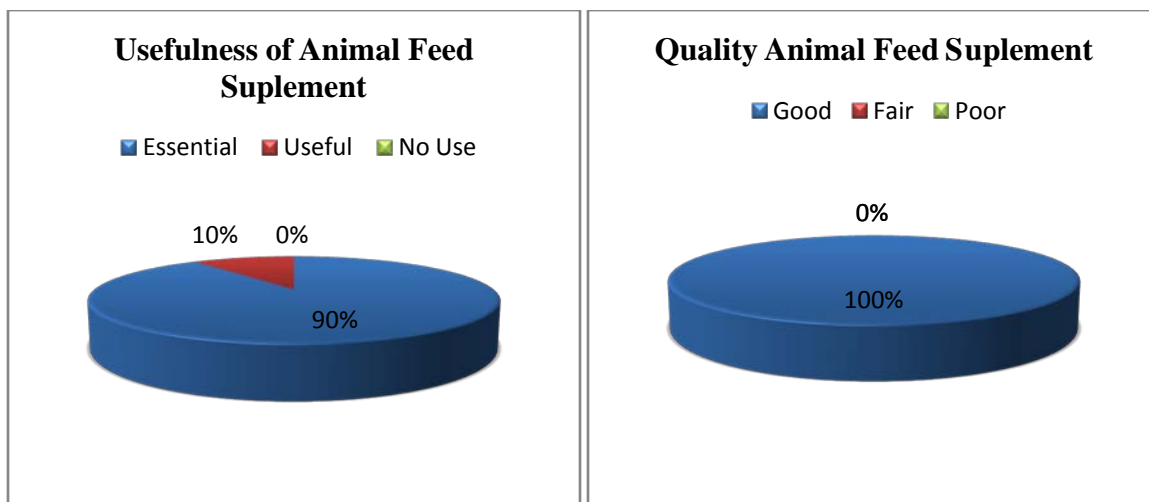 Usefulness of Animal Feed
Suplement
Essential Useful No Use
10% 0%
90%
Quality Animal Feed Suplement
Good Fair Poor
0%
100%